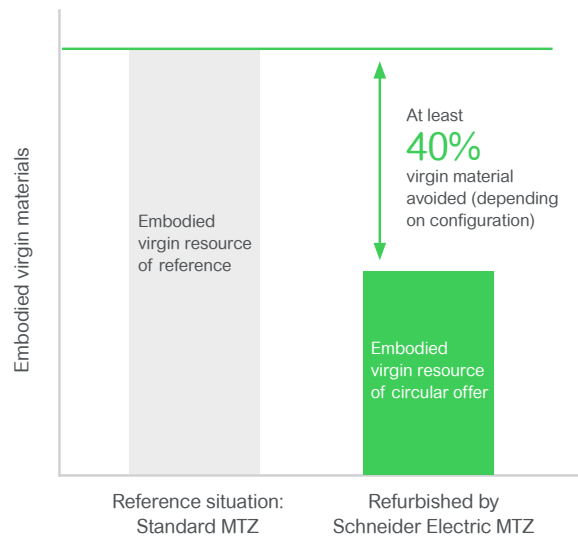 At least
40%
virgin material
avoided (depending
on configuration)
Embodied
virgin resource
of reference
Embodied virgin materials
Embodied
virgin resource
of circular offer
Reference situation:
Standard MTZ
Refurbished by
Schneider Electric MTZ